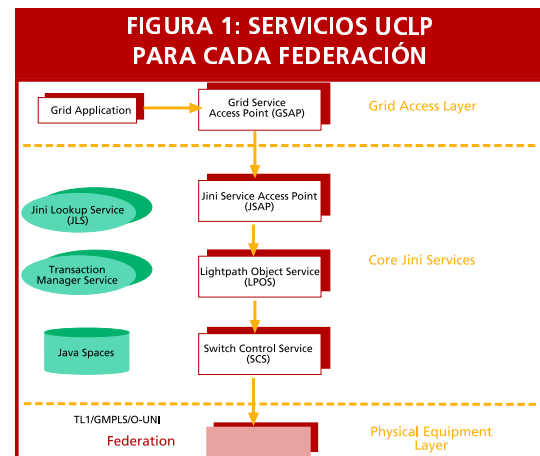 FIGURA 1: SERVICIOS UCLP
PARA CADA FEDERACIÓN
Grid Application
Grid Service
Access Point (GSAP)
Grid Access Layer
Jini Lookup Service
(JLS)
Jini Service Access Point
(JSAP)
Transaction
Manager Service
Lightpath Object Service
(LPOS)
Core Jini Services
Java Spaces
Switch Control Service
(SCS)
TL1/GMPLS/O-UNI
Federation
Physical Equipment
Layer